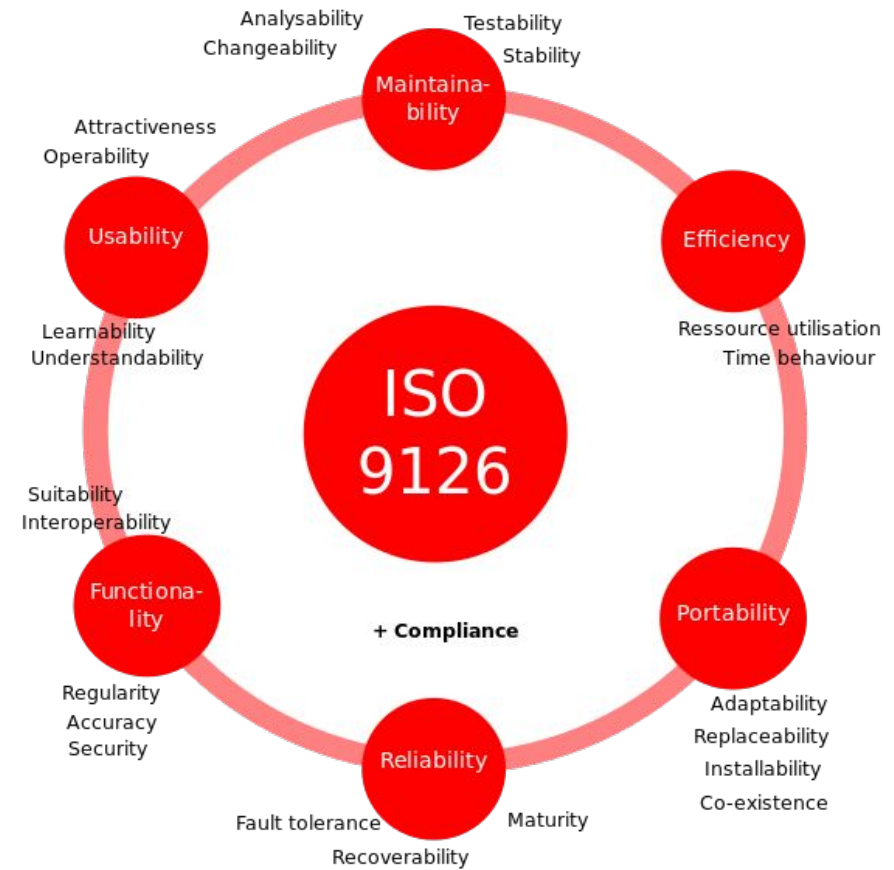 Analysability
Changeability
Testability
Stability
Maintaina-
bility
Attractiveness
Operability
Usability
Learnability
Understandability
Efficiency
Ressource utilisation
Time behaviour
ISO
9126
Suitability
Interoperability
Functiona-
lity
Regularity
Accuracy
Security
+ Compliance
Portability
Adaptability
Replaceability
Installability
Co-existence
Reliability
Fault tolerance
Maturity
Recoverability